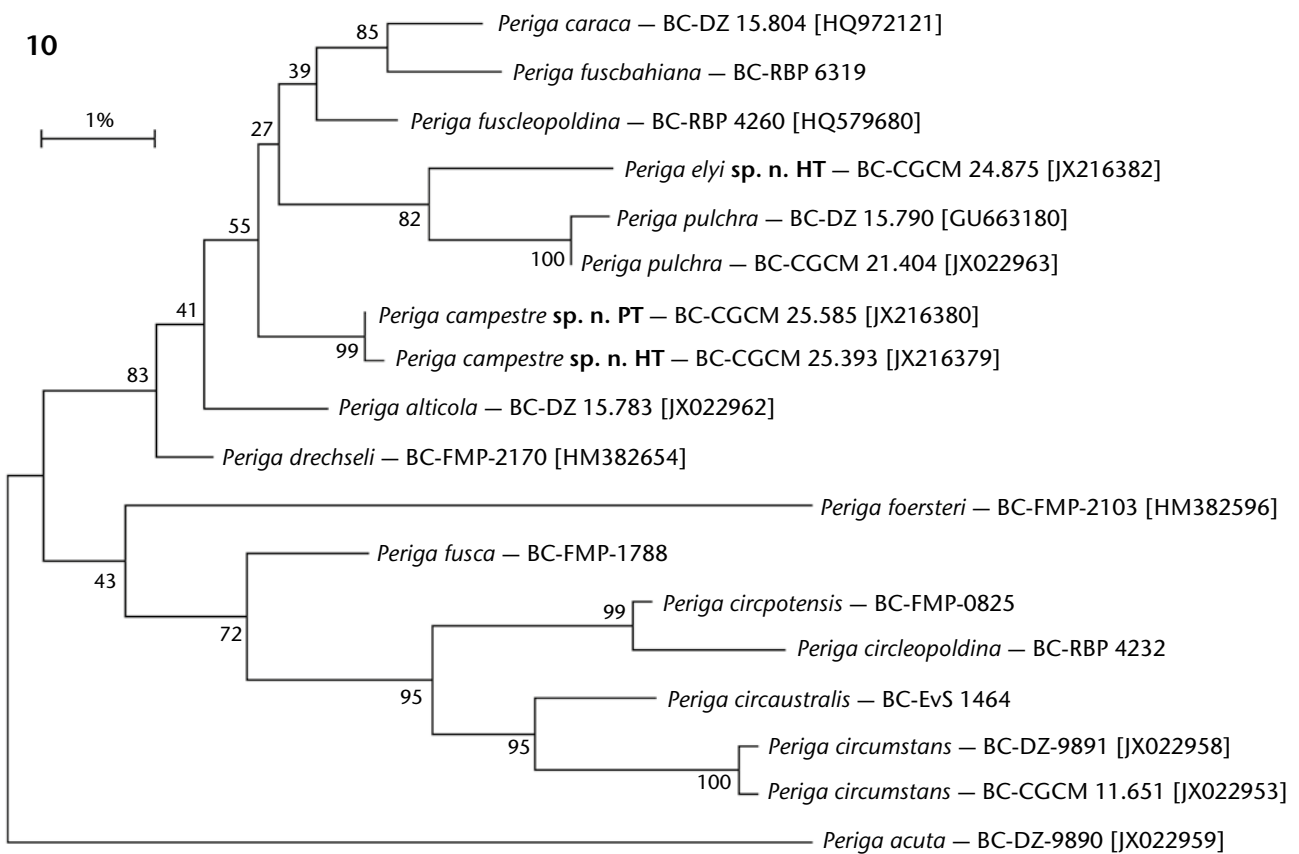 10
1%
85
Periga caraca — BC-DZ 15.804 [HQ972121]
39
Periga fuscbahiana — BC-RBP 6319
27
Periga fuscleopoldina — BC-RBP 4260 [HQ579680]
Periga elyi sp. n. HT — BC-CGCM 24.875 [JX216382]
82
Periga pulchra — BC-DZ 15.790 [GU663180]
55
100
Periga pulchra — BC-CGCM 21.404 [JX022963]
41
Periga campestre sp. n. PT — BC-CGCM 25.585 [JX216380]
99
Periga campestre sp. n. HT — BC-CGCM 25.393 [JX216379]
83
Periga alticola — BC-DZ 15.783 [JX022962]
Periga drechseli — BC-FMP-2170 [HM382654]
Periga foersteri — BC-FMP-2103 [HM382596]
43
Periga fusca — BC-FMP-1788
72
99
Periga circpotensis — BC-FMP-0825
Periga circleopoldina — BC-RBP 4232
95
Periga circaustralis — BC-EvS 1464
95
Periga circumstans — BC-DZ-9891 [JX022958]
100
Periga circumstans — BC-CGCM 11.651 [JX022953]
Periga acuta — BC-DZ-9890 [JX022959]